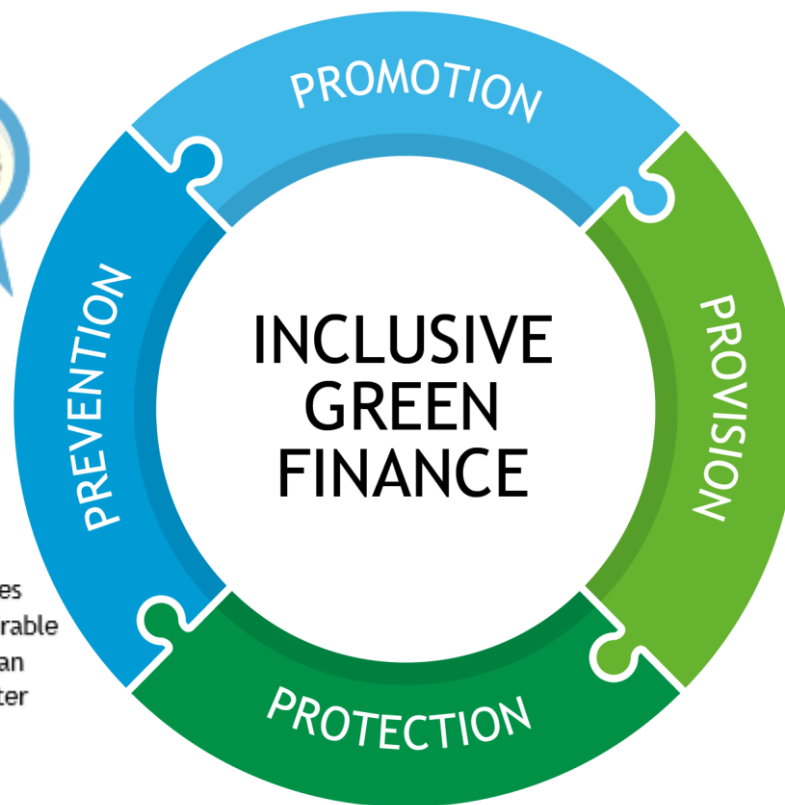 PROMOTION
PREVENTION
INCLUSIVE
GREEN
FINANCE
PROVISION
PROTECTION